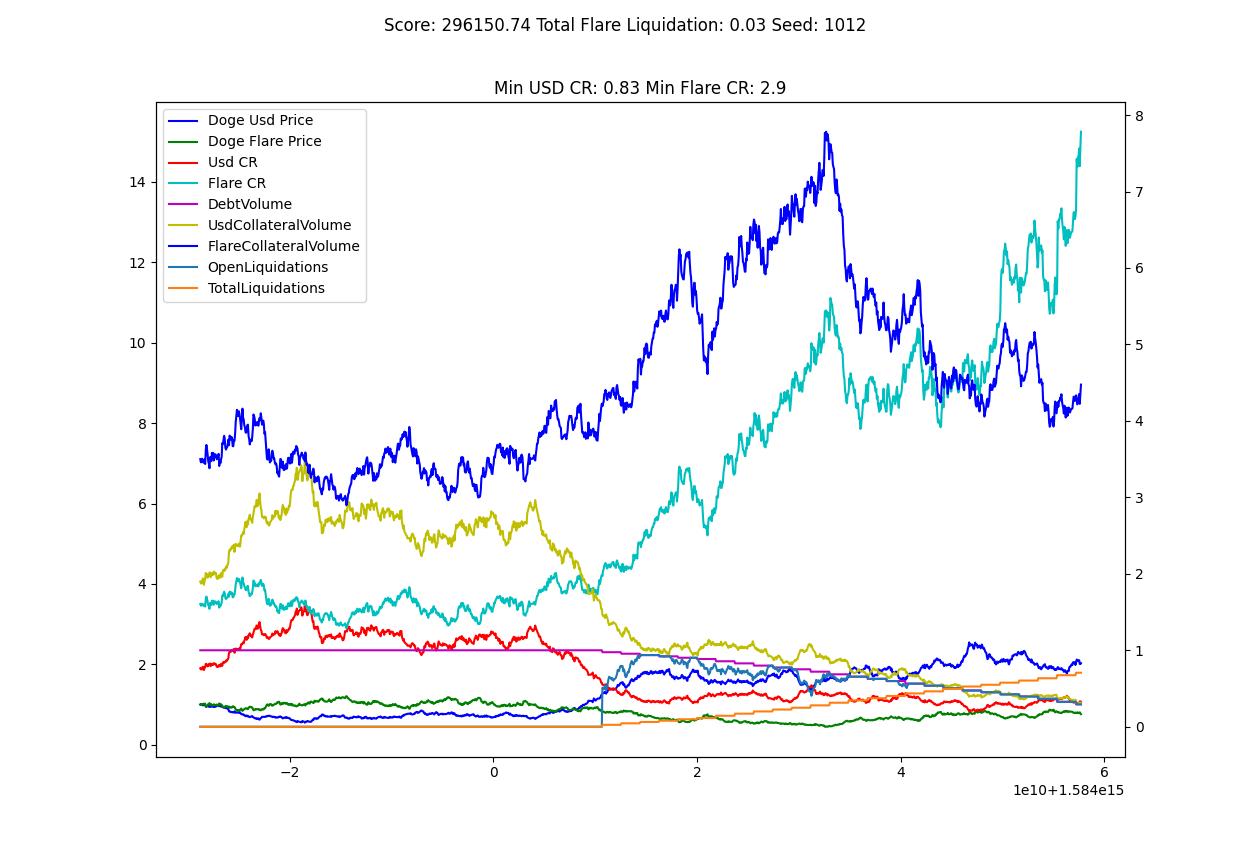 Score: 296150.74 Total Flare Liquidation: 0.03 Seed: 1012
Min USD CR: 0.83 Min Flare CR: 2.9
Doge Usd Price
Doge Flare Price
Usd CR
Flare CR
DebtVolume
UsdCollateralVolume
FlareCollateralVolume
OpenLiquidations
TotalLiquidations
14
12
10
8
6
4
2
0
8
7
6
5
4
3
2
1
0
−2
0
2
4
6
1e10+1.584e15